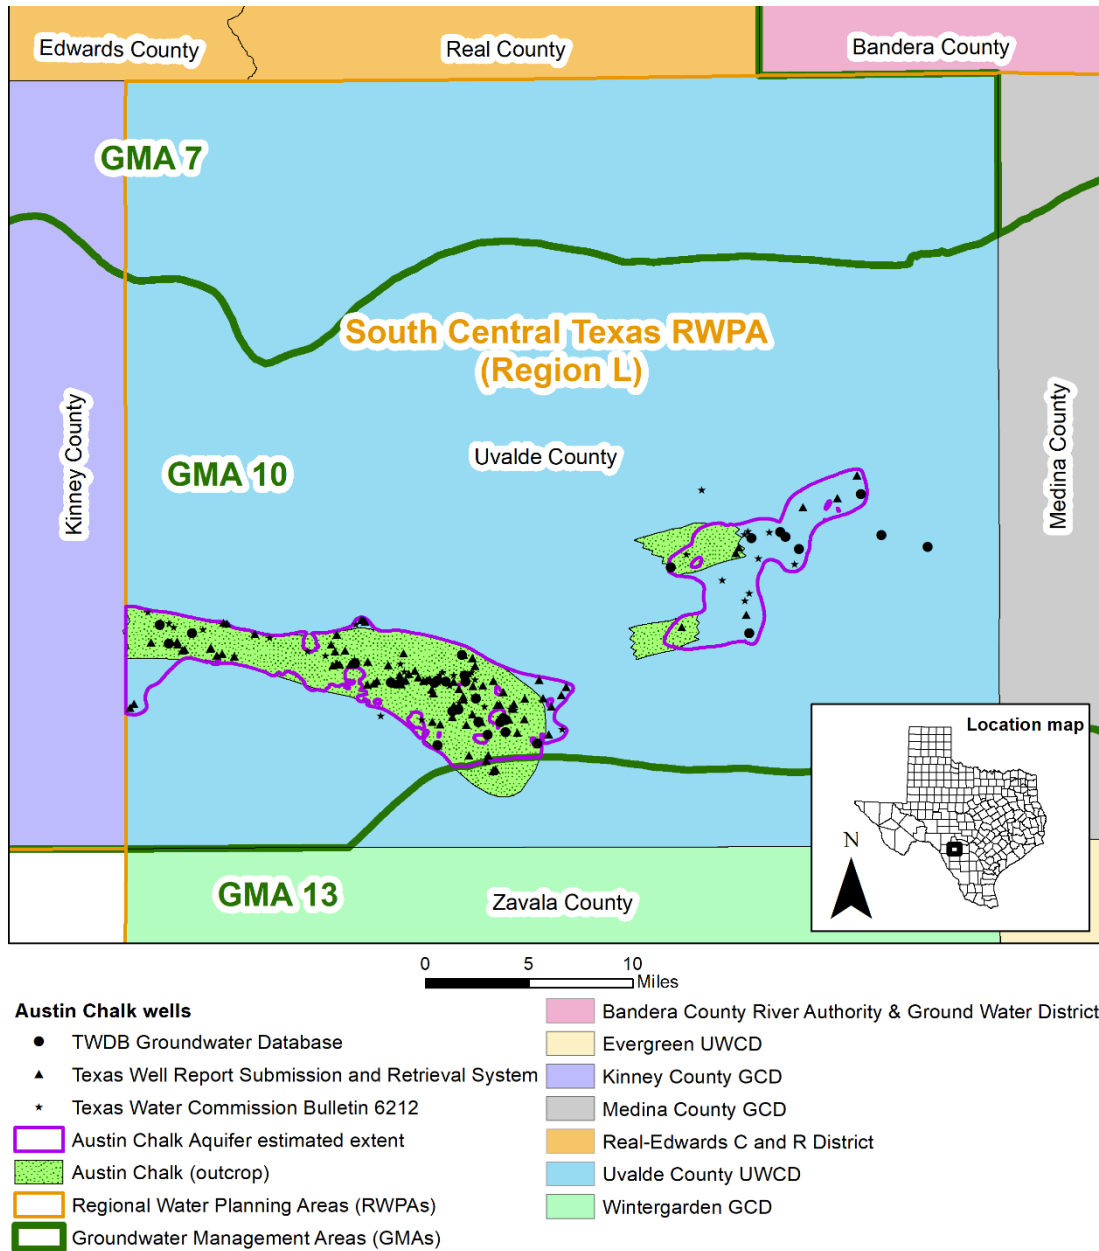 Edwards County
Real County
Bandera County
GMA 7
South Central Texas RWPA
(Region L)
Kinney County
GMA 10
Uvalde County
Medina County
Location map
N
GMA 13
Zavala County
0 5 10
Miles
Austin Chalk wells
TWDB Groundwater Database
Texas Well Report Submission and Retrieval System
Texas Water Commission Bulletin 6212
Austin Chalk Aquifer estimated extent
Austin Chalk (outcrop)
Regional Water Planning Areas (RWPAs)
Groundwater Management Areas (GMAs)
Bandera County River Authority & Ground Water District
Evergreen UWCD
Kinney County GCD
Medina County GCD
Real-Edwards C and R District
Uvalde County UWCD
Wintergarden GCD